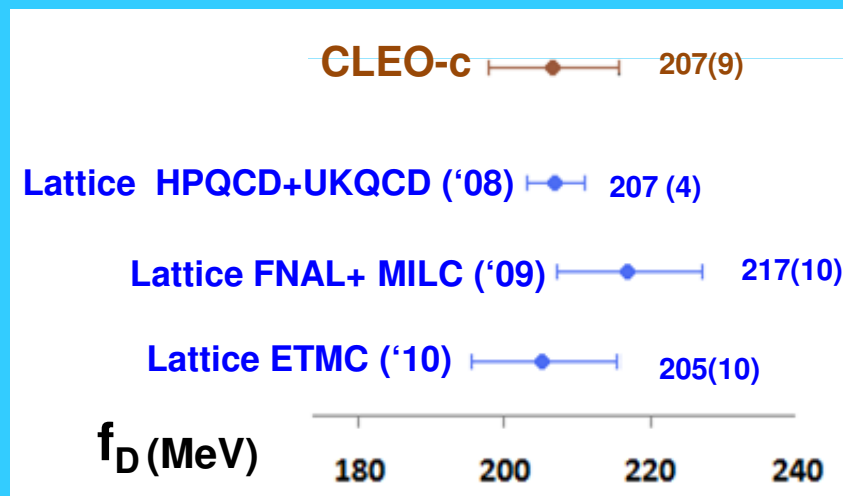 CLEO-c 207(9)
Lattice HPQCD+UKQCD (‘08) 207 (4)
Lattice FNAL+ MILC (‘09) 217(10)
Lattice ETMC (‘10) 205(10)
f_D (MeV) 180 200 220 240